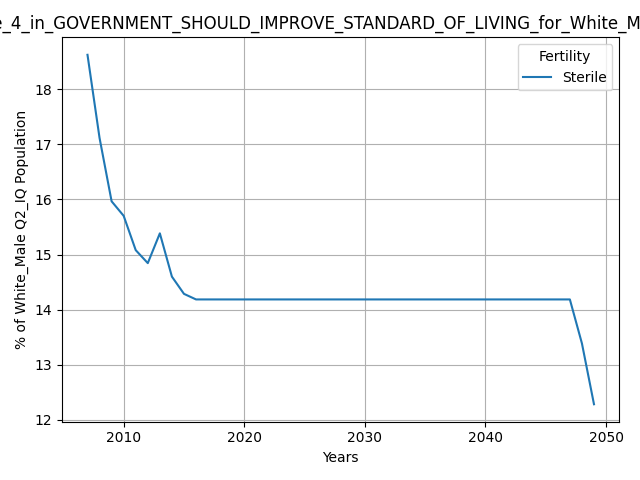 e_4_in_GOVERNMENT_SHOULD_IMPROVE_STANDARD_OF_LIVING_for_White_M
Fertility
Sterile
% of White_Male Q2_IQ Population
18
17
16
15
14
13
12
2010
2020
2030
2040
2050
Years